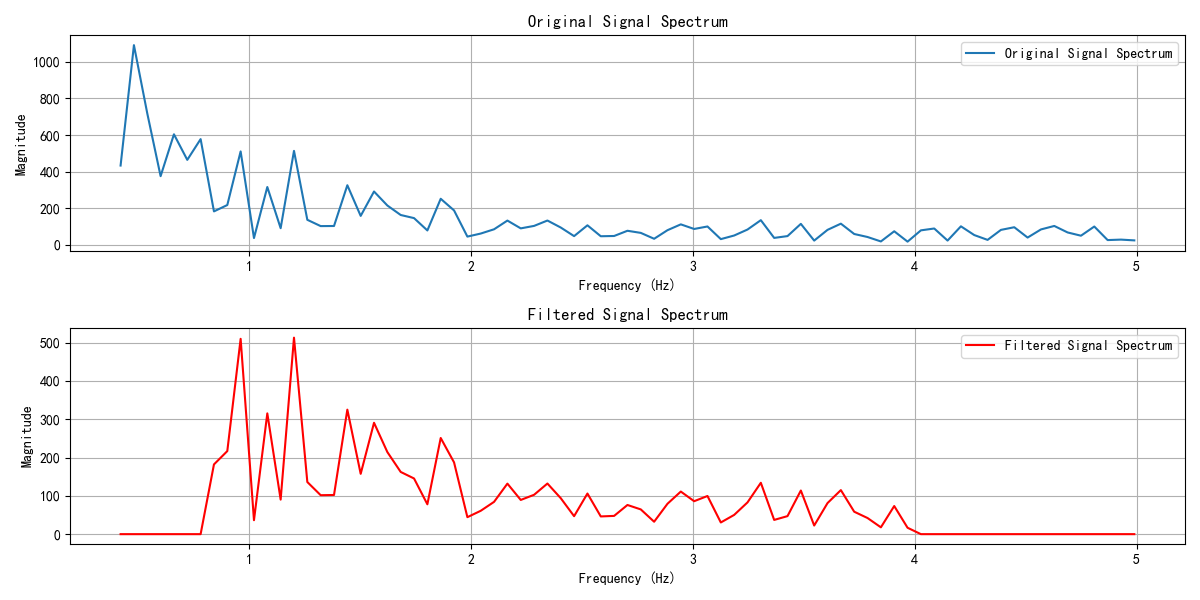 Original Signal Spectrum
Original Signal Spectrum
Magnitude
1000
800
600
400
200
0
1 2 3 4 5
Frequency (Hz)
Filtered Signal Spectrum
Filtered Signal Spectrum
Magnitude
500
400
300
200
100
0
1 2 3 4 5
Frequency (Hz)